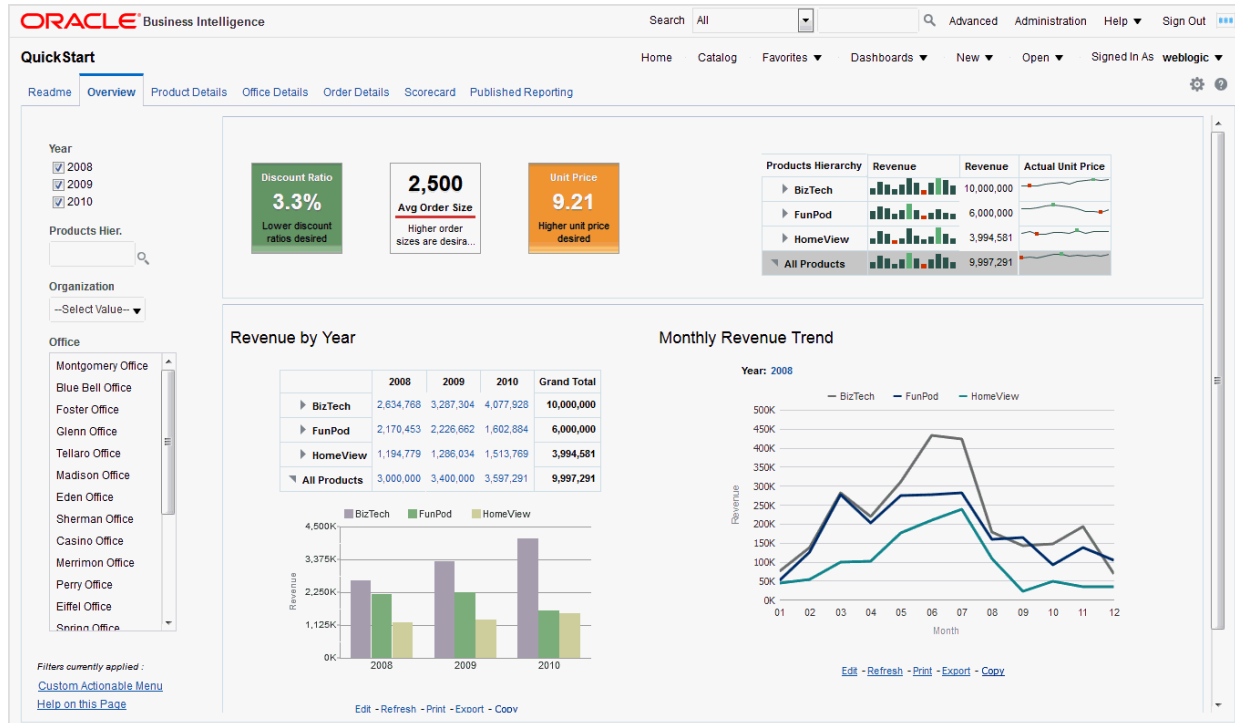 ORACLE Business Intelligence
Search All Advanced Administration Help Sign Out
QuickStart
Home Catalog Favorites Dashboards New Open Signed In As weblogic
Readme Overview Product Details Office Details Order Details Scorecard Published Reporting
Year
2008
2009
2010
Products Hier.
Organization
--Select Value--
Office
Montgomery Office
Blue Bell Office
Foster Office
Glenn Office
Tellaro Office
Madison Office
Eden Office
Sherman Office
Casino Office
Merrimon Office
Perry Office
Eiffel Office
Spring Office
Filters currently applied :
Custom Actionable Menu
Help on this Page
Discount Ratio
3.3%
Lower discount
ratios desired
2,500
Avg Order Size
Higher order
sizes are desira...
Unit Price
9.21
Higher unit price
desired
Products Hierarchy Revenue Revenue Actual Unit Price
BizTech 10,000,000
FunPod 6,000,000
HomeView 3,994,581
All Products 9,997,291
Revenue by Year
2008 2009 2010 Grand Total
BizTech 2,634,768 3,287,304 4,077,928 10,000,000
FunPod 2,170,453 2,226,662 1,602,884 6,000,000
HomeView 1,194,779 1,286,034 1,513,769 3,994,581
All Products 3,000,000 3,400,000 3,597,291 9,997,291
BizTech FunPod HomeView
4,500K
3,375K
2,250K
1,125K
0K
Revenue
2008 2009 2010
Edit - Refresh - Print - Export - Copy
Monthly Revenue Trend
Year: 2008
BizTech FunPod HomeView
500K
450K
400K
350K
300K
250K
200K
150K
100K
50K
0K
Revenue
01 02 03 04 05 06 07 08 09 10 11 12
Month
Edit - Refresh - Print - Export - Copy